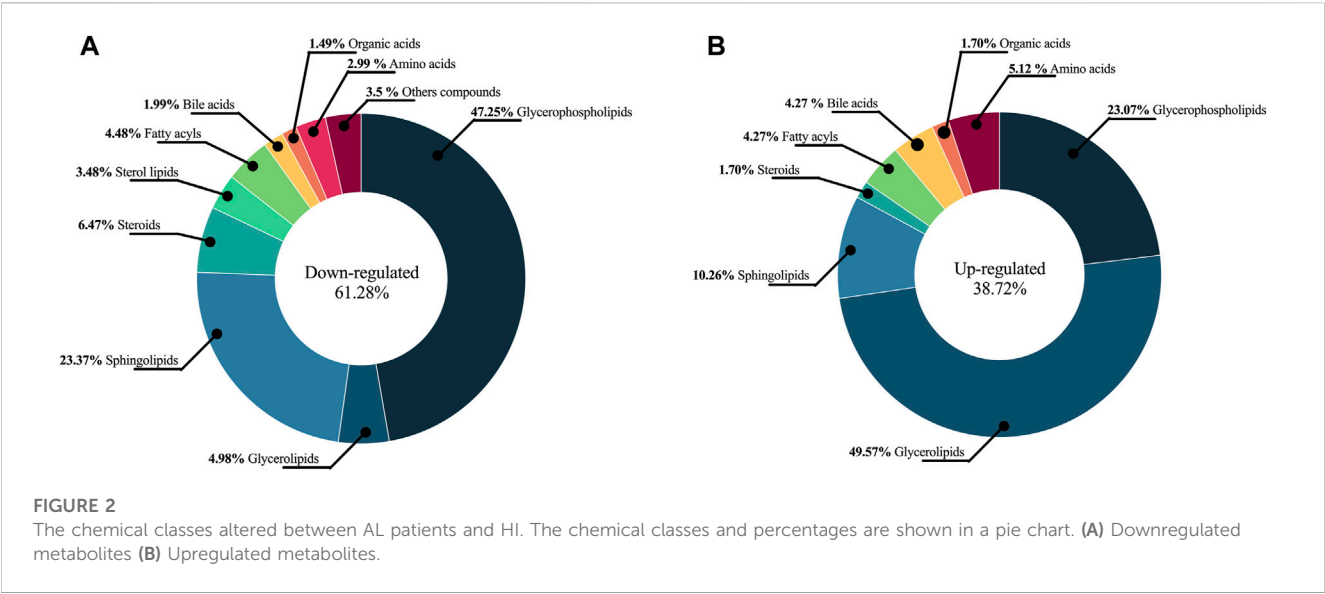 A
1.49% Organic acids
2.99 % Amino acids
3.5 % Others compounds
1.99% Bile acids
47.25% Glycerophospholipids
4.48% Fatty acyls
3.48% Sterol lipids
6.47% Steroids
Down-regulated
61.28%
23.37% Sphingolipids
4.98% Glycerolipids
B
1.70% Organic acids
5.12 % Amino acids
4.27 % Bile acids
23.07% Glycerophospholipids
4.27% Fatty acyls
1.70% Steroids
10.26% Sphingolipids
Up-regulated
38.72%
49.57% Glycerolipids
FIGURE 2
The chemical classes altered between AL patients and HI. The chemical classes and percentages are shown in a pie chart. (A) Downregulated
metabolites (B) Upregulated metabolites.